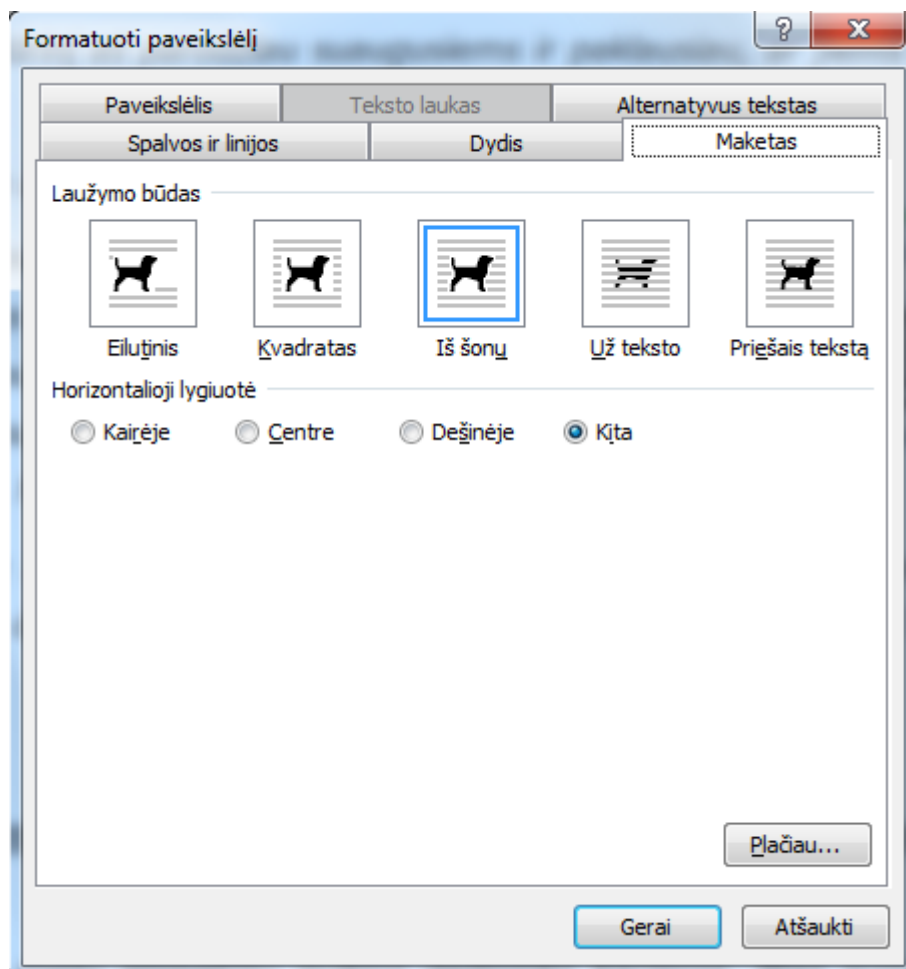 Formatuoti paveikslėlį
Paveikslėlis Teksto laukas Alternatyvus tekstas
Spalvos ir linijos Dydis Maketas
Laužymo būdas
Eilutinis Kvadratas Iš šonų Už teksto Priešais tekstą
Horizontalioji lygiuotė
Kairėje Centre Dešinėje Kita
Plačiau...
Gerai Atšaukti